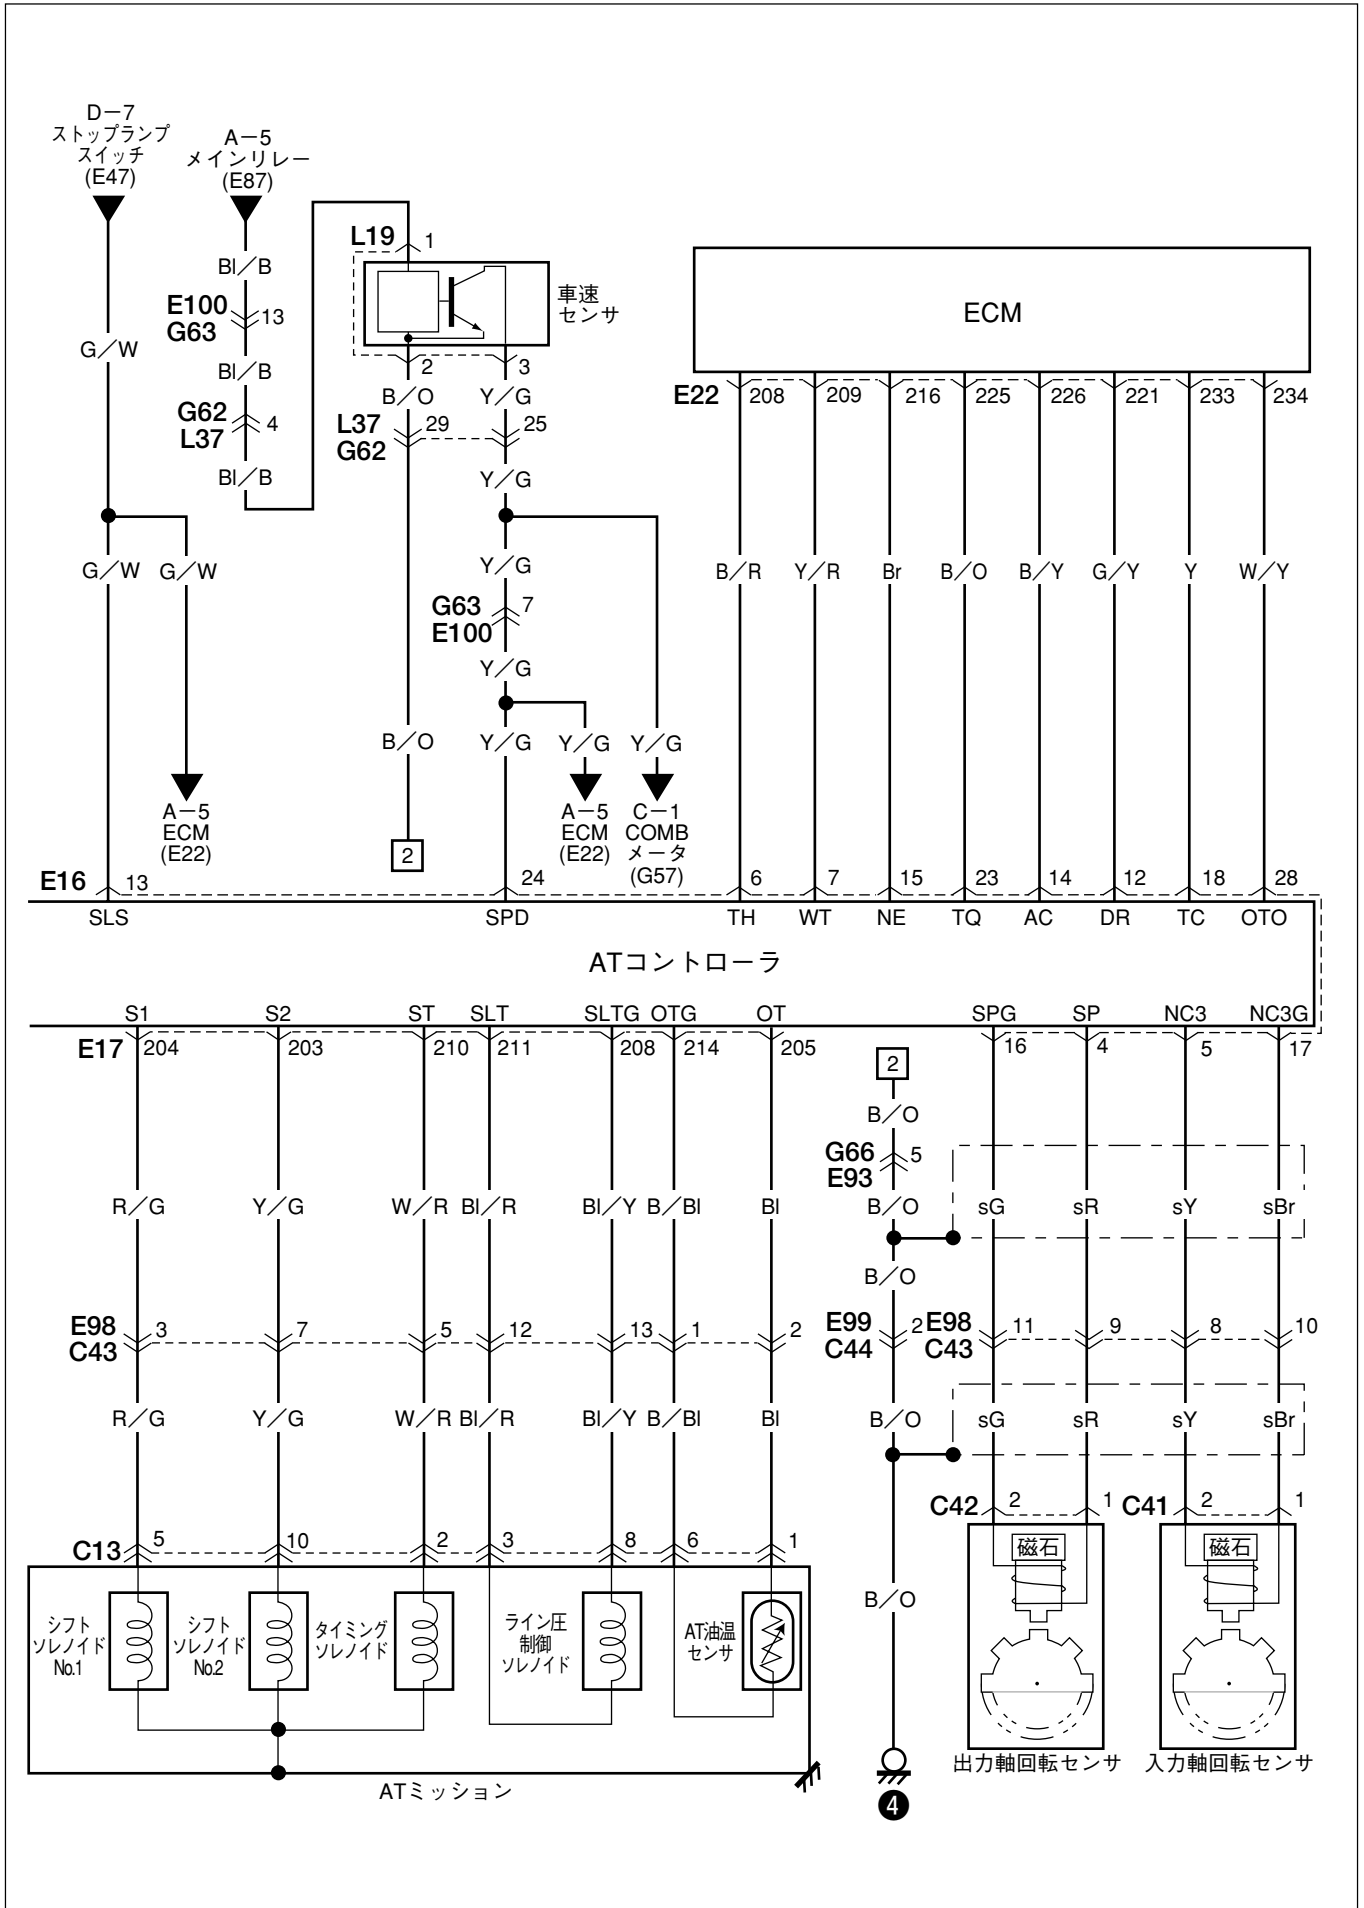 D－7
ストップランプ
スイッチ
(E47)
A－5
メインリレー
(E87)
L19 1
Bl／B
車速
センサ
ECM
E100
G63 13
G／W
Bl／B
2 3
B／O Y／G
E22 208 209 216 225 226 221 233 234
G62
L37 4
L37
G62 29 25
Bl／B
Y／G
G／W G／W
Y／G
B／R Y／R Br B／O B／Y G／Y Y W／Y
G63
E100 7
Y／G
B／O Y／G Y／G Y／G
A－5
ECM
(E22)
2
A－5
ECM
(E22)
C－1
COMB
メータ
(G57)
E16 13 24 6 7 15 23 14 12 18 28
SLS SPD TH WT NE TQ AC DR TC OTO
ATコントローラ
S1 S2 ST SLT SLTG OTG OT SPG SP NC3 NC3G
E17 204 203 210 211 208 214 205 16 4 5 17
2
B／O
G66
E93 5
R／G Y／G W／R Bl／R Bl／Y B／Bl Bl B／O sG sR sY sBr
B／O
E98
C43 3 7 5 12 13 1 2
E99
C44 2
E98
C43 11 9 8 10
R／G Y／G W／R Bl／R Bl／Y B／Bl Bl B／O sG sR sY sBr
C42 2 1 C41 2 1
C13 5 10 2 3 8 6 1
磁石 磁石
シフト
ソレノイド
No.1
シフト
ソレノイド
No.2
タイミング
ソレノイド
ライン圧
制御
ソレノイド
AT油温
センサ
B／O
出力軸回転センサ 入力軸回転センサ
ATミッション
4